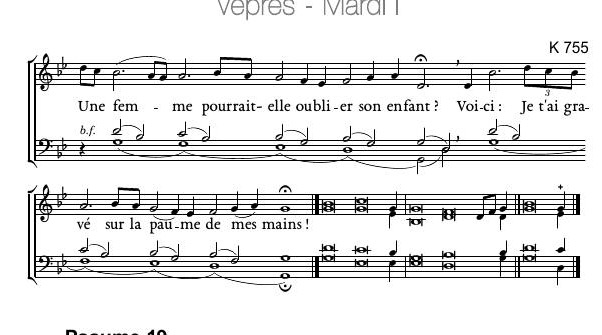 Vêpres - Mardi I
K 755
Une fem - me pourrait-elle oubli-er son enfant ? Voi-ci : Je t'ai gra-
3
b.f.
vé sur la pau-me de mes mains !
Psaume 19